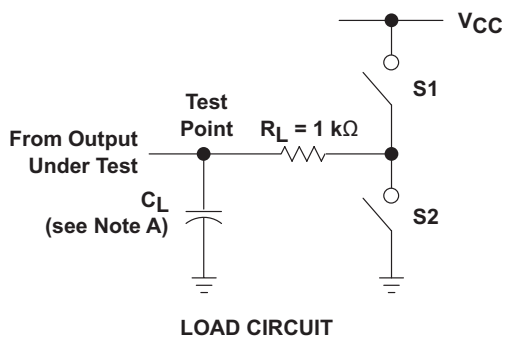 VCC
S1
Test
Point
RL = 1 kΩ
From Output
Under Test
CL
(see Note A)
S2
LOAD CIRCUIT